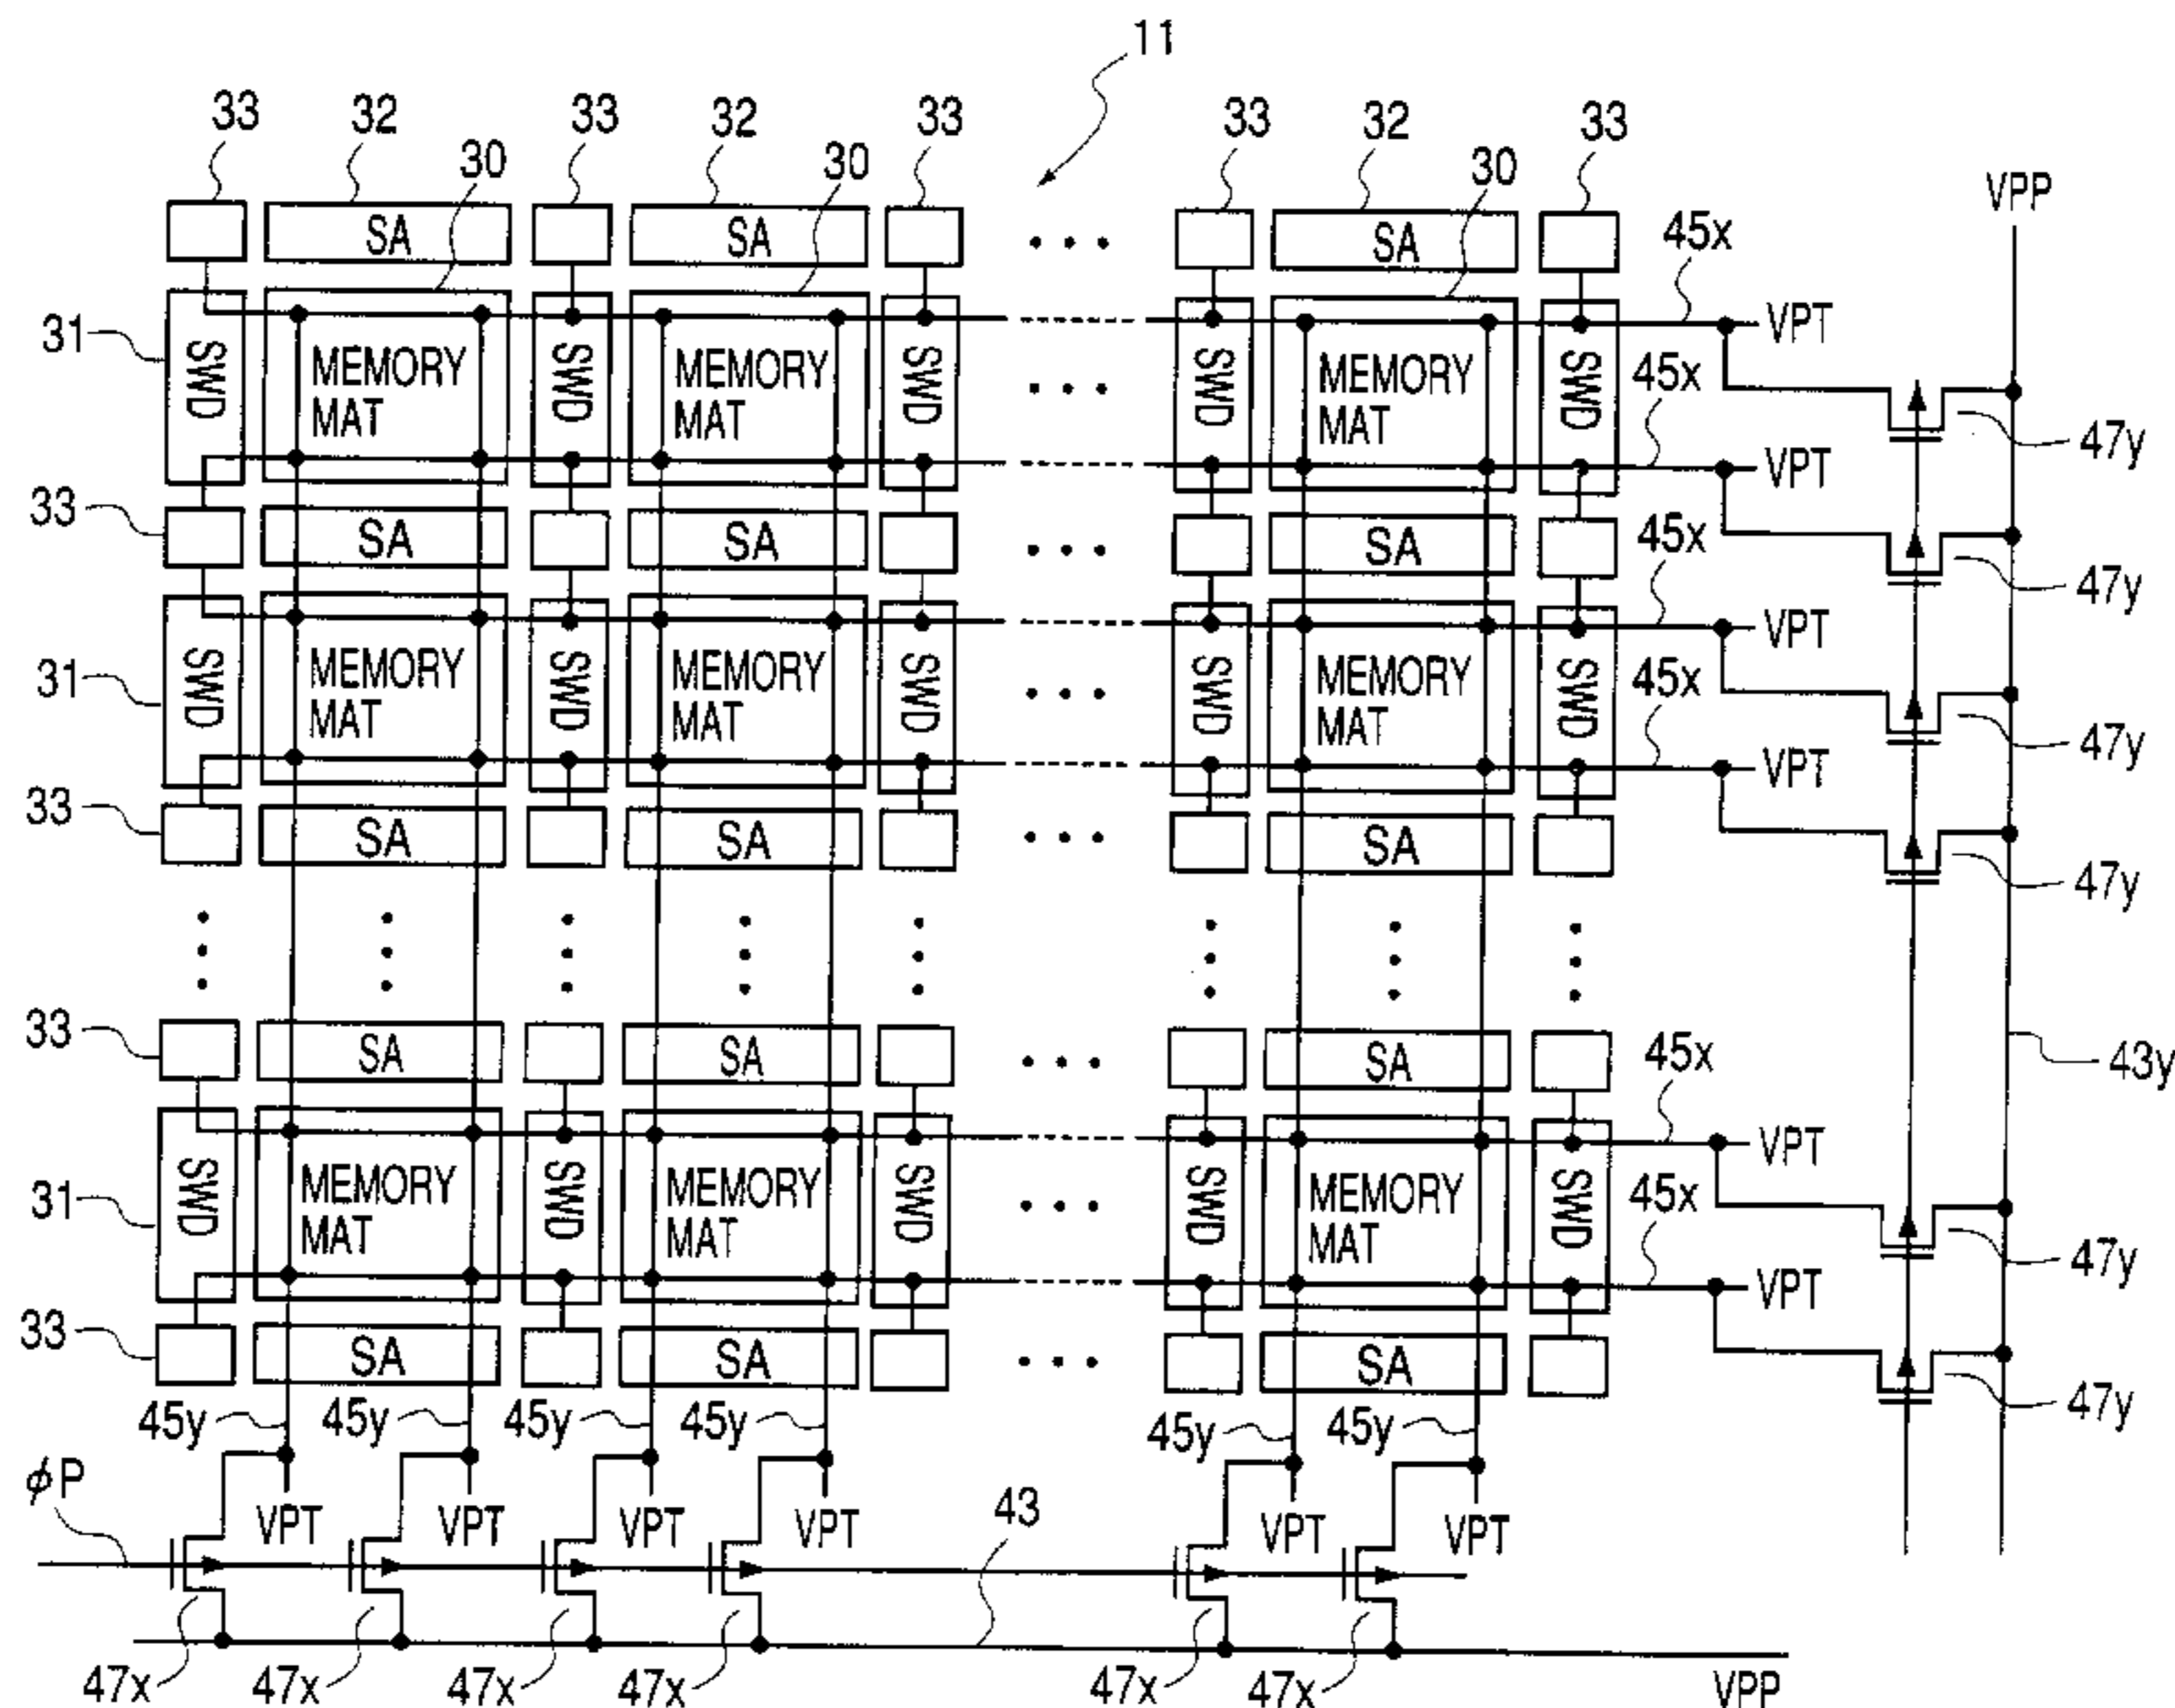 11
33 32 33 32 33 33 32 33
30 30 30
VPP
SA SA SA
45x
31 SWD MEMORY MAT SWD MEMORY MAT SWD SWD MEMORY MAT SWD VPT
45x
47y
VPT
33 SA SA SA 45x
47y
31 SWD MEMORY MAT SWD MEMORY MAT SWD SWD MEMORY MAT SWD VPT
45x
47y
VPT
33 SA SA SA
47y
33 SA SA SA 45x 43y
31 SWD MEMORY MAT SWD MEMORY MAT SWD SWD MEMORY MAT SWD VPT
45x
47y
VPT
33 SA SA SA
47y
45y 45y 45y 45y 45y 45y
ϕP VPT VPT VPT VPT 43 VPT VPT
47x 47x 47x 47x 47x 47x VPP